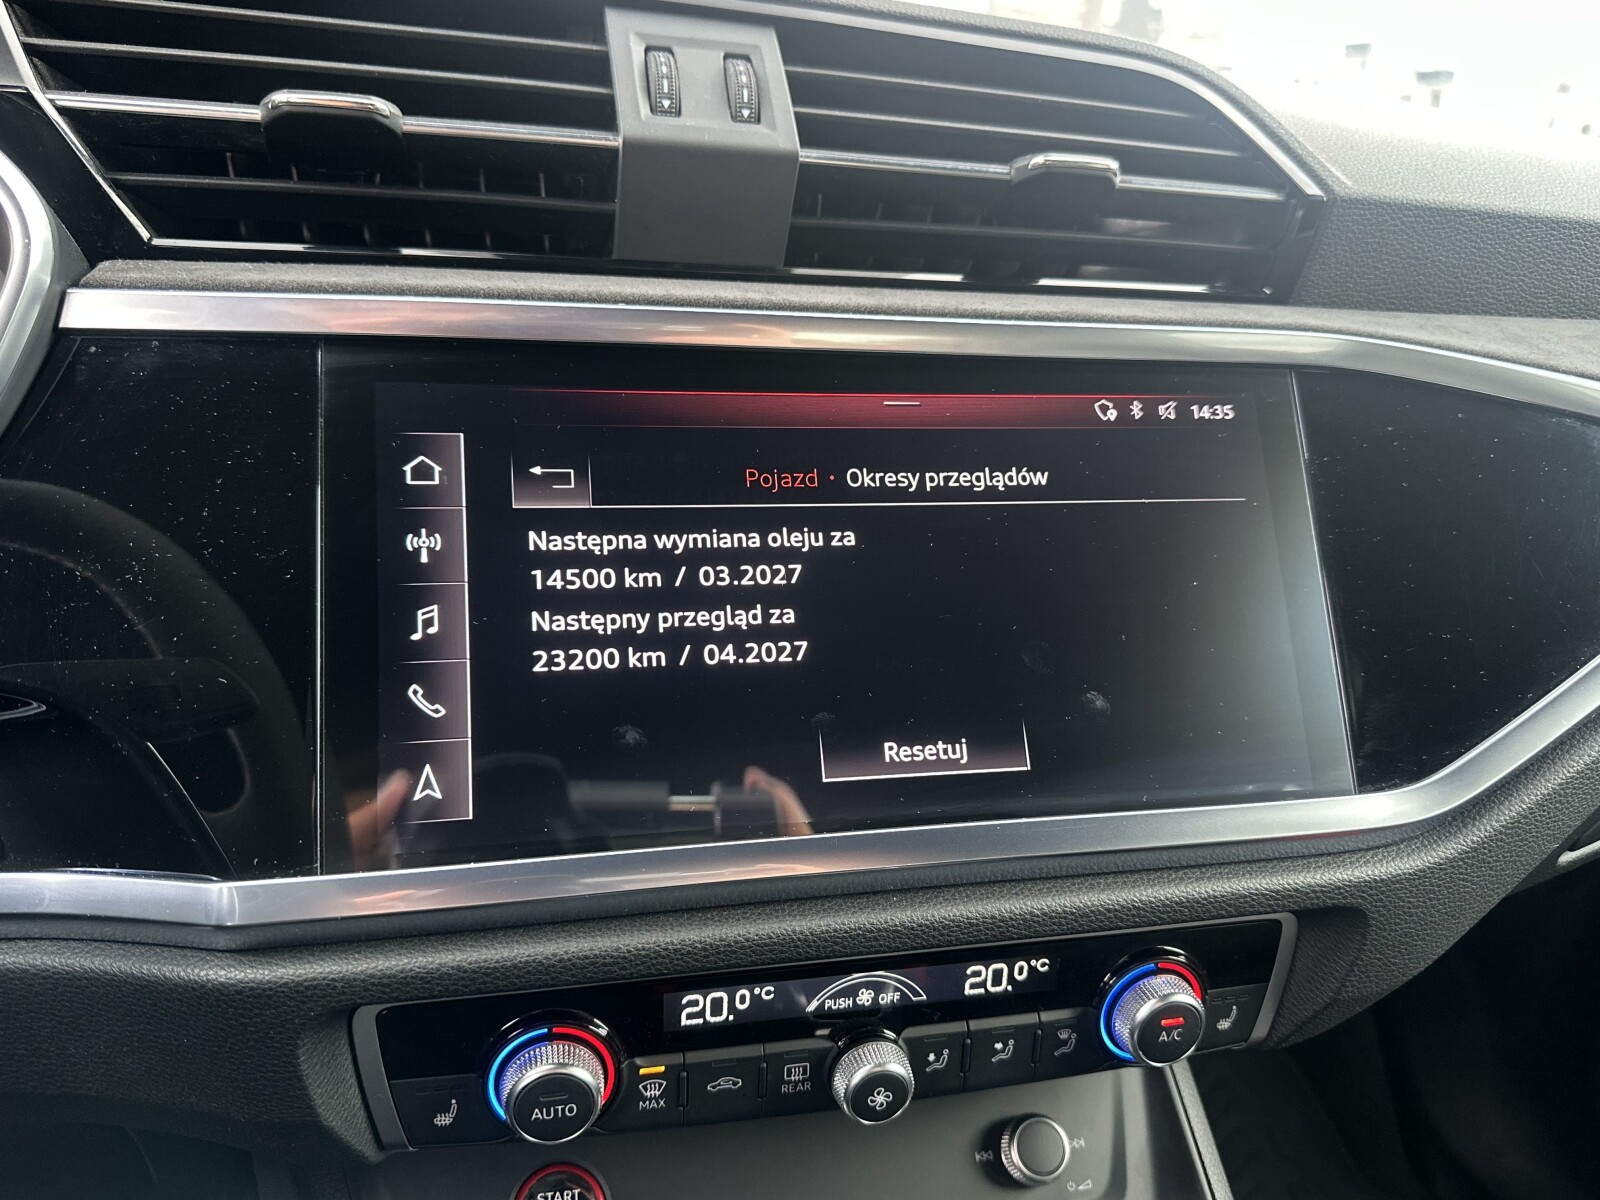 14:35
Pojazd • Okresy przeglądów
Następna wymiana oleju za
14500 km / 03.2027
Następny przegląd za
23200 km / 04.2027
Resetuj
20.0°C
PUSH OFF
20.0°C
AUTO
MAX
REAR
A/C
START